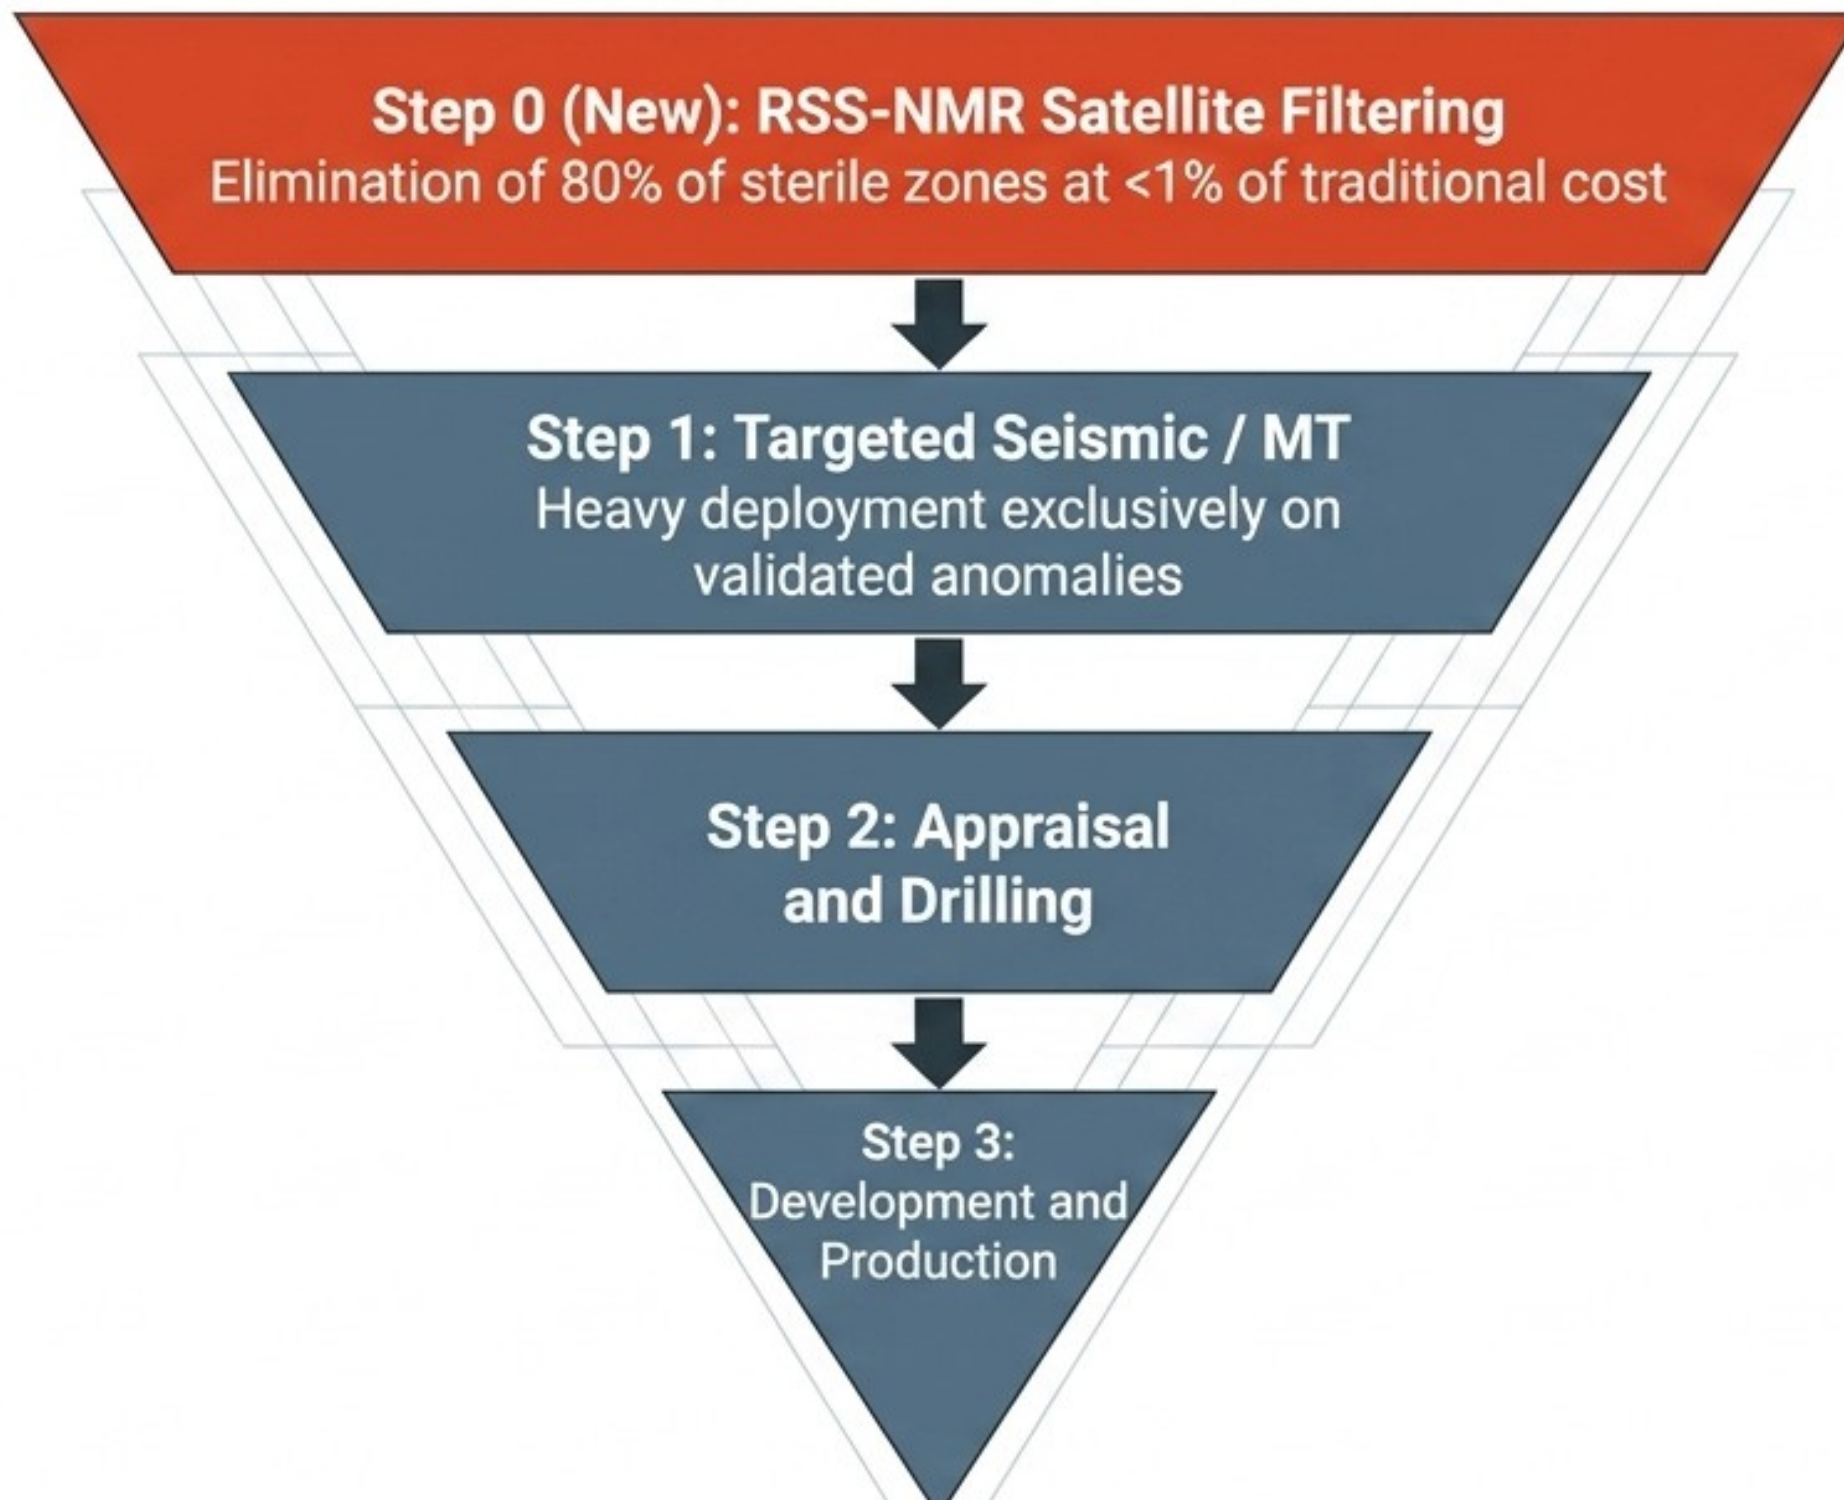 Step 0 (New): RSS-NMR Satellite Filtering
Elimination of 80% of sterile zones at <1% of traditional cost
Step 1: Targeted Seismic / MT
Heavy deployment exclusively on
validated anomalies
Step 2: Appraisal
and Drilling
Step 3:
Development and
Production